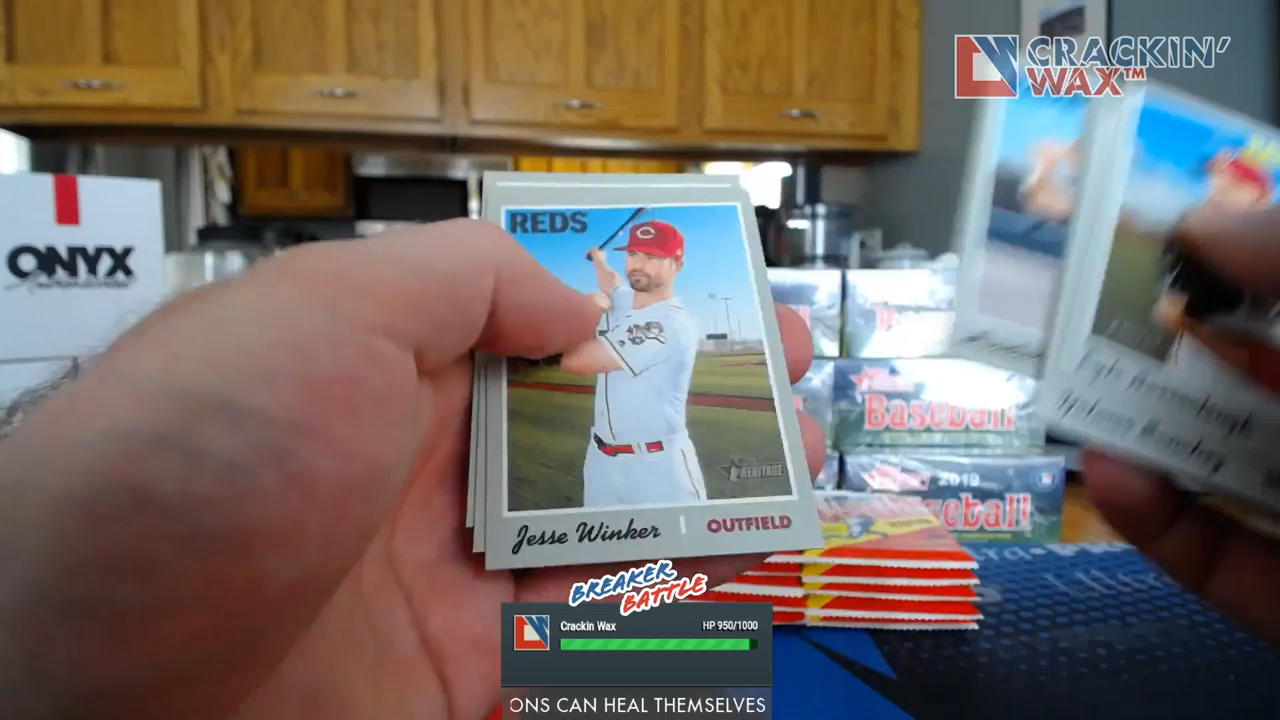 CRACKIN'
WAX™
ONYX
REDS
HERITAGE
Jesse Winker | OUTFIELD
Baseball
2019
BREAKER
BATTLE
Crackin Wax HP 950/1000
ONS CAN HEAL THEMSELVES